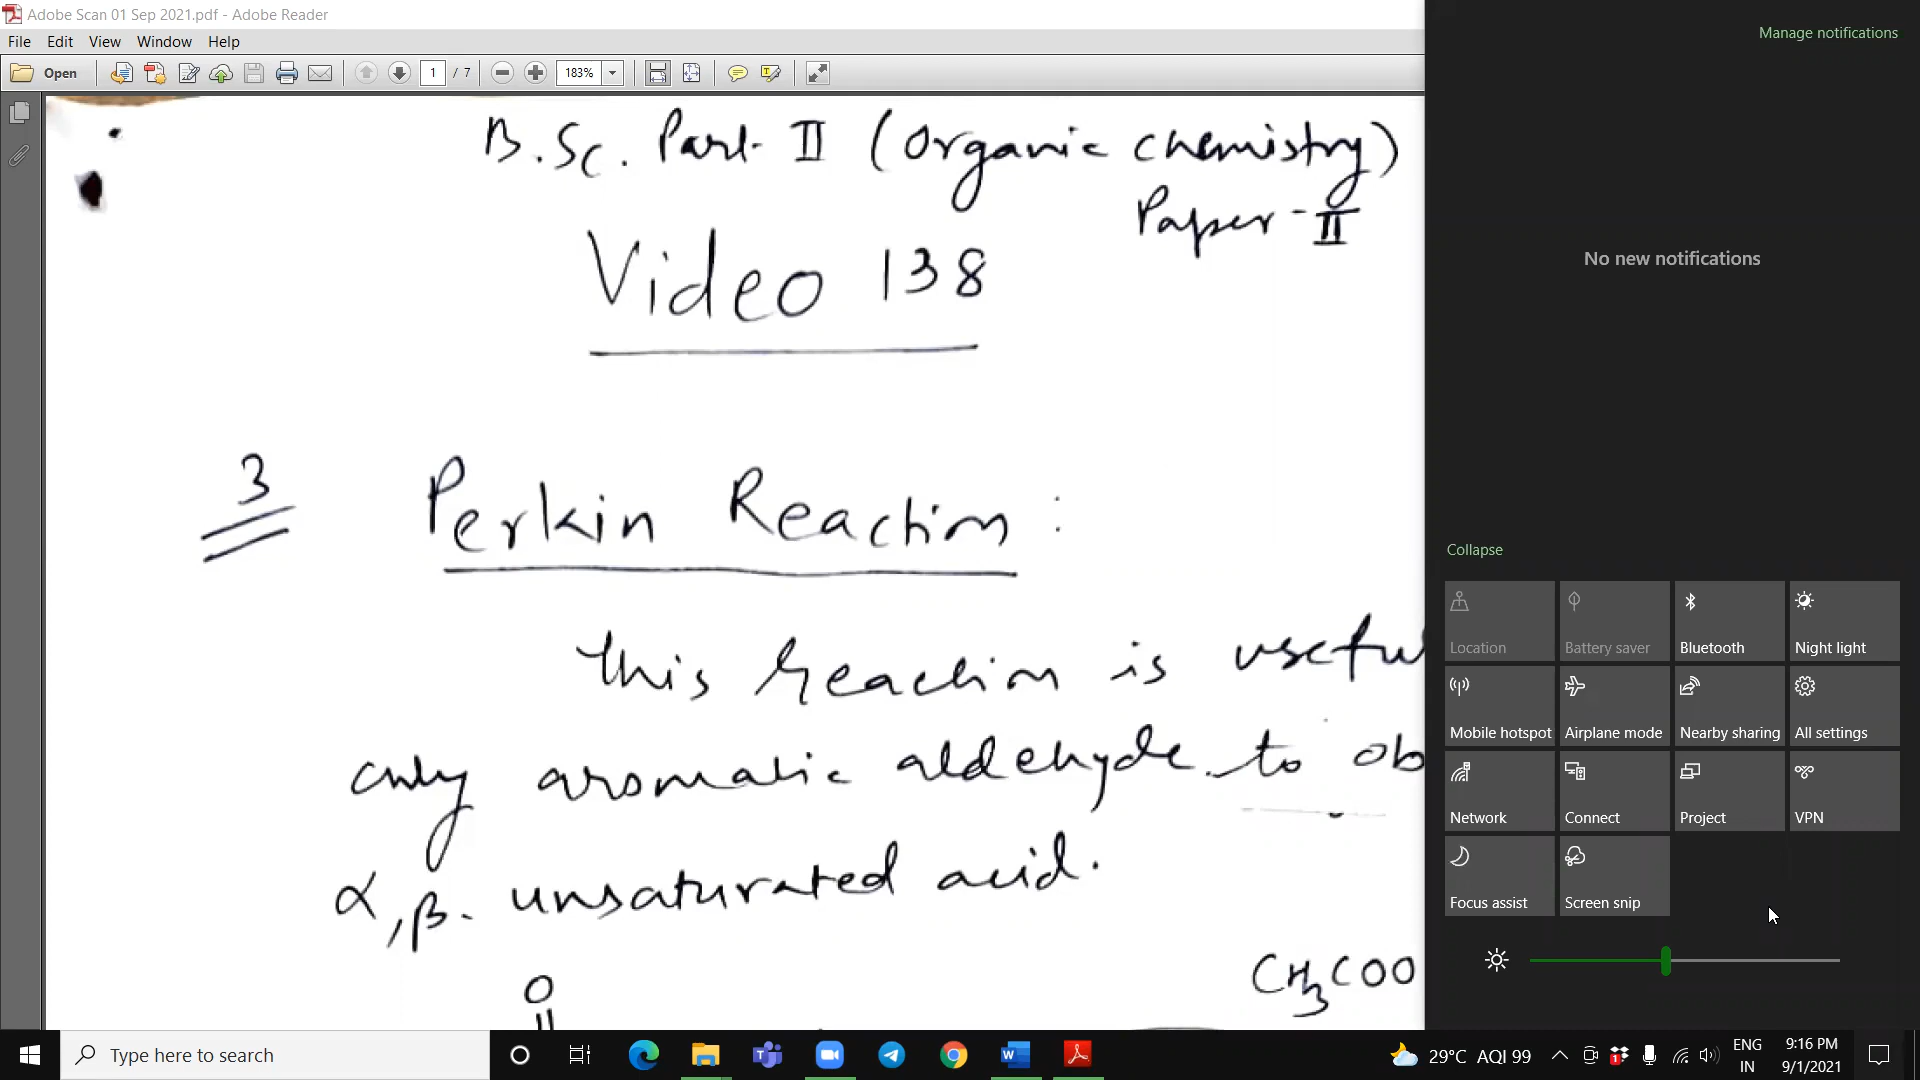 Adobe Scan 01 Sep 2021.pdf - Adobe Reader
File Edit View Window Help
Open 1 / 7 183%
B.Sc. Part-II (Organic chemistry)
Paper-II
Video 138
3 Perkin Reaction :
This reaction is usefu
only aromatic aldehyde to ob
α,β- unsaturated acid.
O
CH3COO
Manage notifications
No new notifications
Collapse
Location Battery saver Bluetooth Night light
Mobile hotspot Airplane mode Nearby sharing All settings
Network Connect Project VPN
Focus assist Screen snip
Type here to search
29°C AQI 99
ENG
IN
9:16 PM
9/1/2021